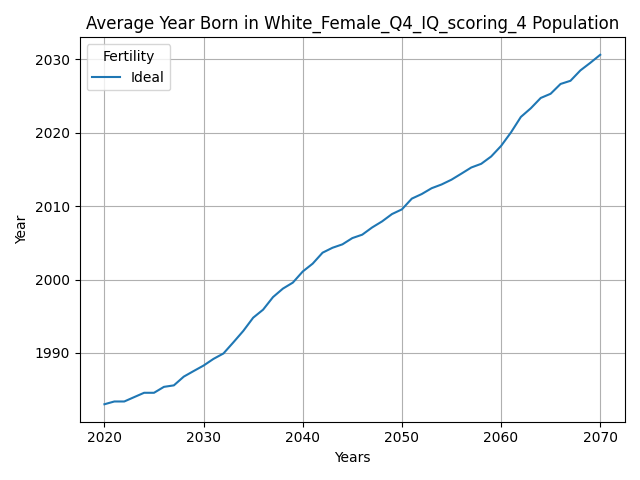 Average Year Born in White_Female_Q4_IQ_scoring_4 Population
Fertility
Ideal
2030
2020
2010
2000
1990
Year
2020 2030 2040 2050 2060 2070
Years